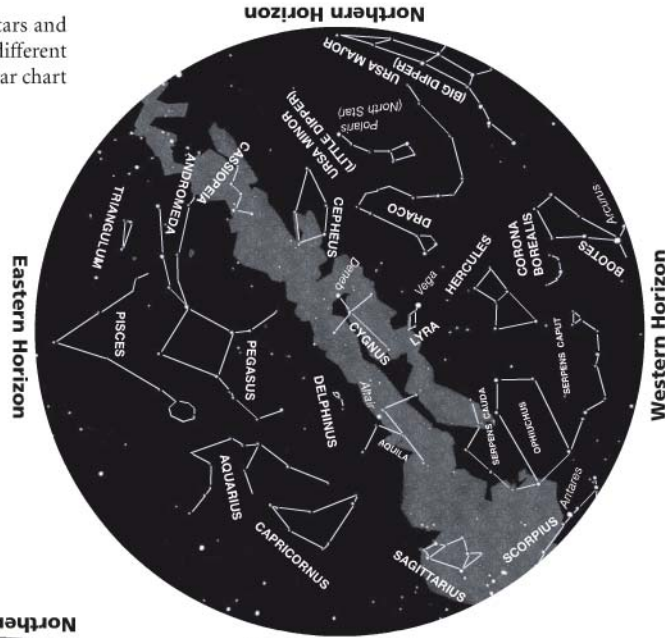 tars and
different
ar chart
Northern Horizon
URSA MAJOR
(BIG DIPPER)
Polaris
(North Star)
URSA MINOR
(LITTLE DIPPER)
CASSIOPEIA
ANDROMEDA
TRIANGULUM
CEPHEUS
DRACO
Arcturus
BOOTES
CORONA
BOREALIS
HERCULES
Vega
LYRA
Deneb
CYGNUS
Eastern Horizon
Western Horizon
PISCES
PEGASUS
DELPHINUS
Altair
AQUILA
SERPENS CAUDA
OPHIUCHUS
SERPENS CAPUT
AQUARIUS
CAPRICORNUS
SAGITTARIUS
SCORPIUS
Antares
Northern